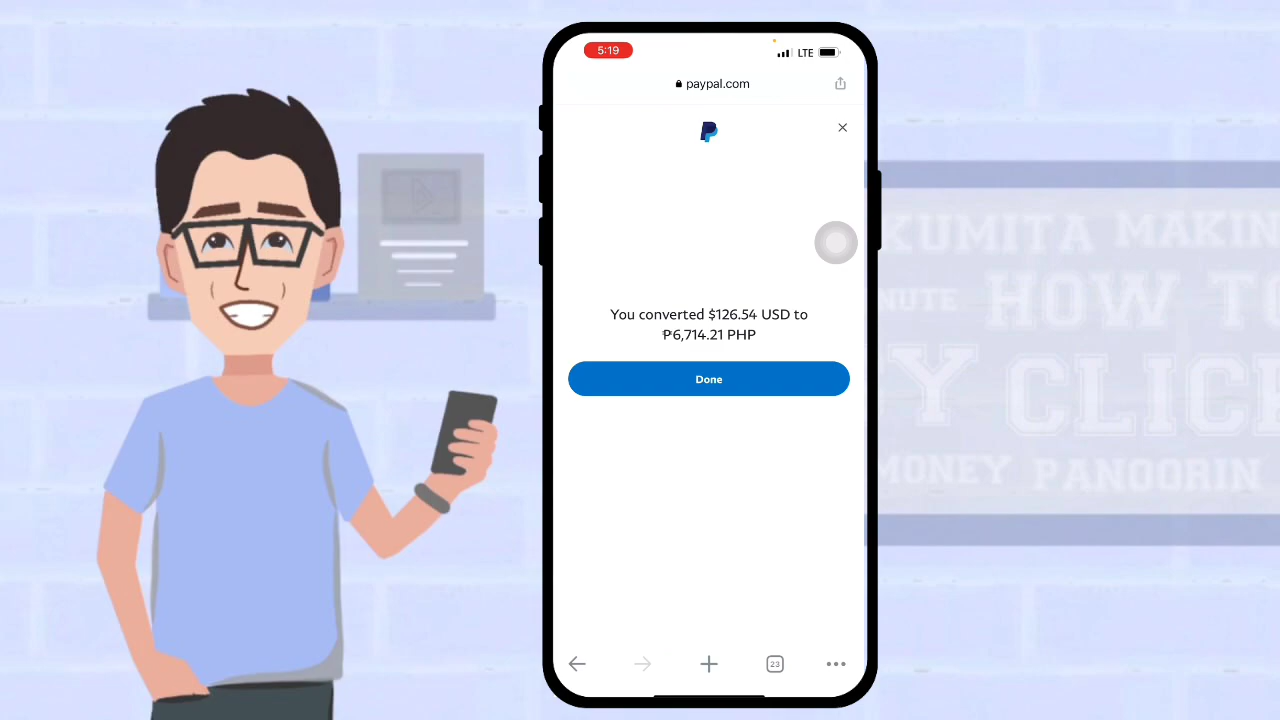 5:19
LTE
paypal.com
You converted $126.54 USD to
₱6,714.21 PHP
Done
23
KUMITA MAKIN
NUTE HOW TO
Y CLICK
ONEY PANOORIN